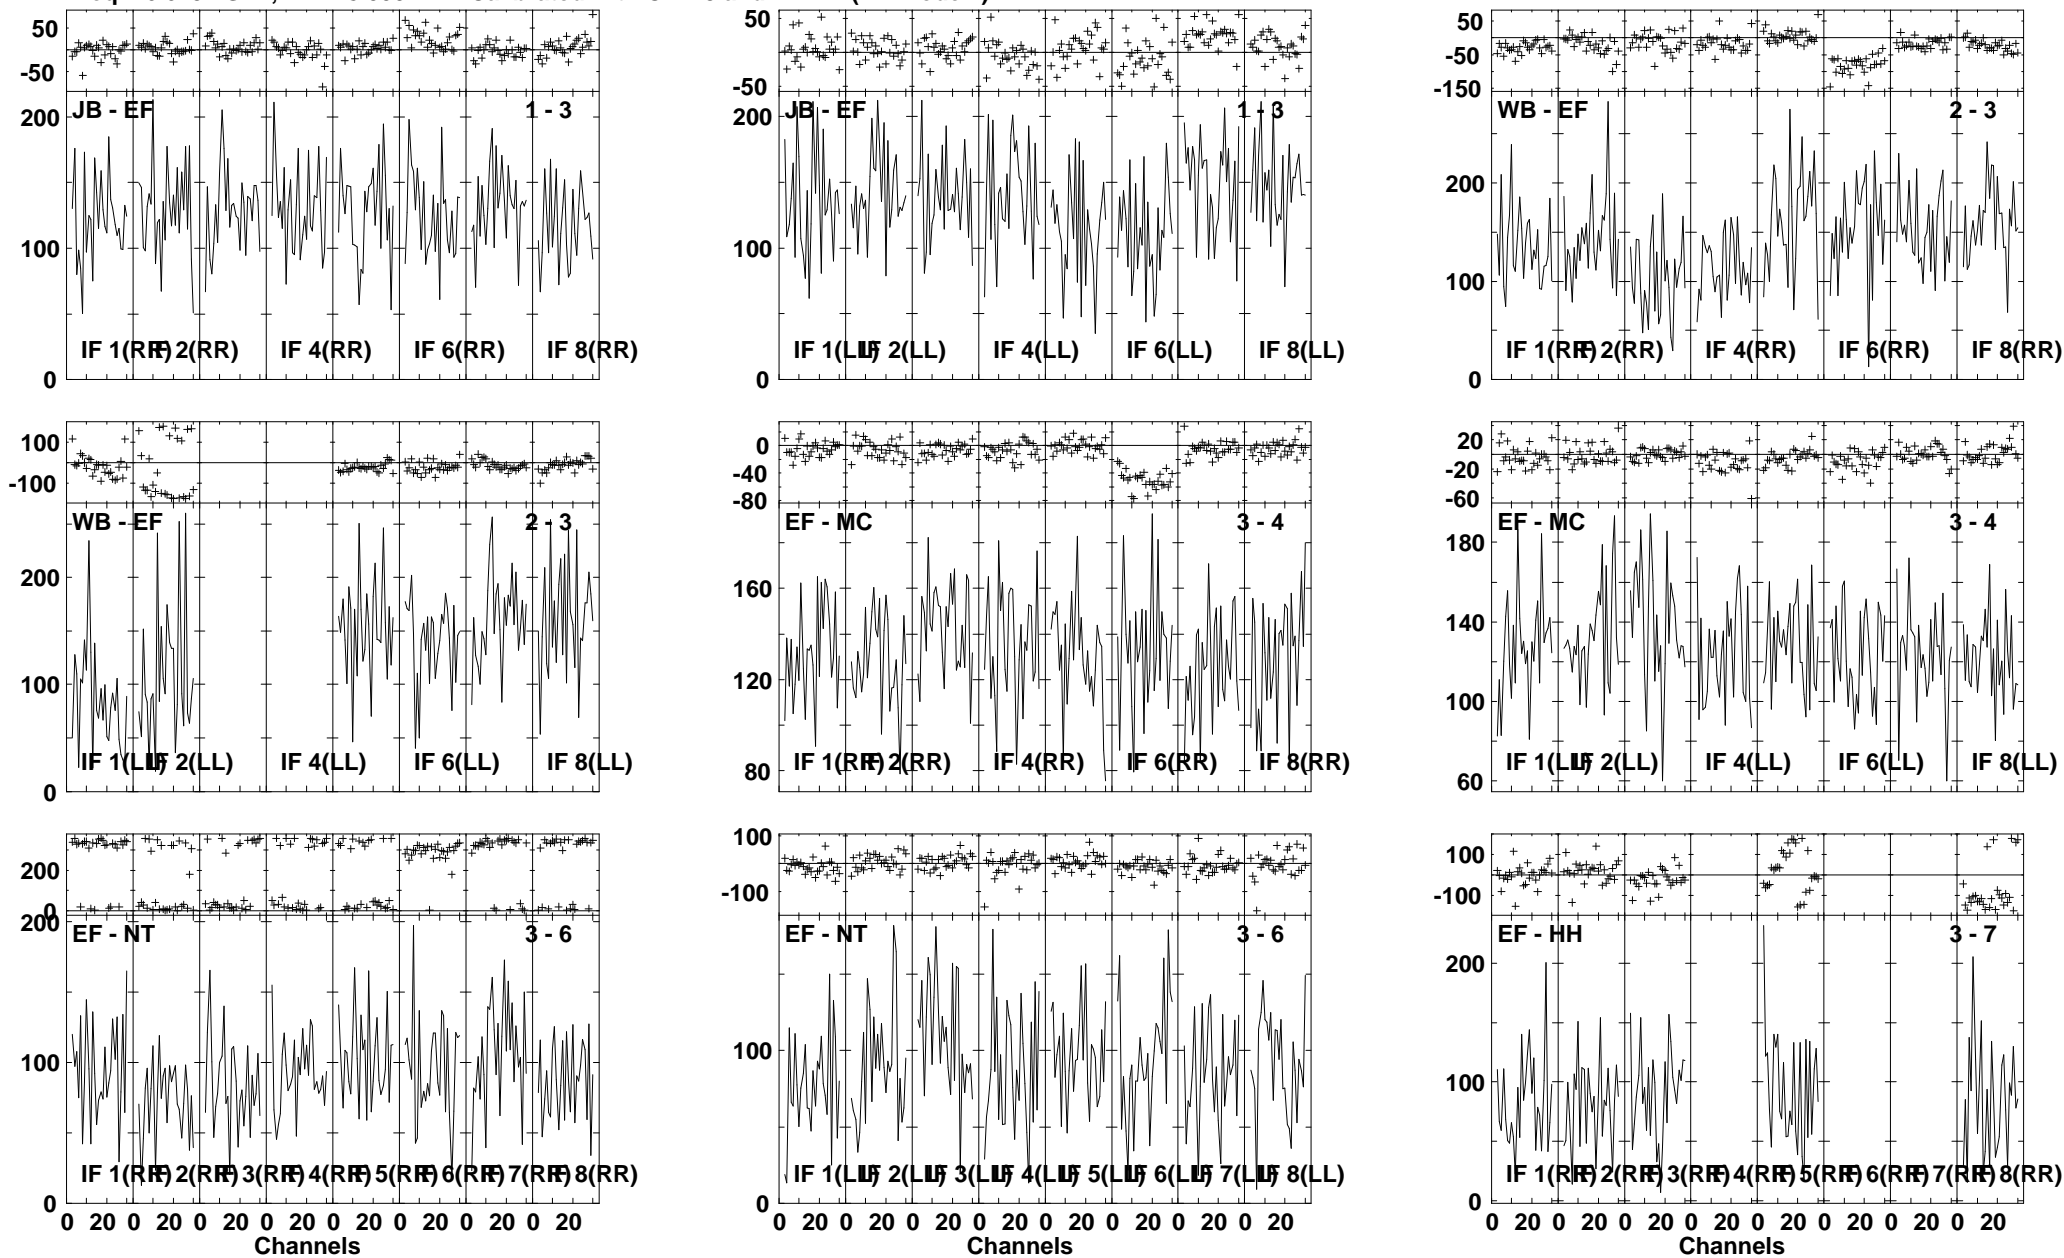 50
-50
JB - EF 1 - 3
200
100
0
IF 1(RR) IF 2(RR) IF 4(RR) IF 6(RR) IF 8(RR)
50
0
-50
JB - EF 1 - 3
200
100
0
IF 1(LL) IF 2(LL) IF 4(LL) IF 6(LL) IF 8(LL)
50
-50
-150
WB - EF 2 - 3
200
100
0
IF 1(RR) IF 2(RR) IF 4(RR) IF 6(RR) IF 8(RR)
100
-100
WB - EF 2 - 3
200
100
0
IF 1(LL) IF 2(LL) IF 4(LL) IF 6(LL) IF 8(LL)
0
-40
-80
EF - MC 3 - 4
160
120
80
IF 1(RR) IF 2(RR) IF 4(RR) IF 6(RR) IF 8(RR)
20
-20
-60
EF - MC 3 - 4
180
140
100
60
IF 1(LL) IF 2(LL) IF 4(LL) IF 6(LL) IF 8(LL)
200
0
EF - NT 3 - 6
200
100
0
IF 1(RR) IF 2(RR) IF 3(RR) IF 4(RR) IF 5(RR) IF 6(RR) IF 7(RR) IF 8(RR)
0 20 0 20 0 20 0 20 0 20 0 20 0 20 0 20
Channels
100
-100
EF - NT 3 - 6
100
0
IF 1(LL) IF 2(LL) IF 3(LL) IF 4(LL) IF 5(LL) IF 6(LL) IF 7(LL) IF 8(LL)
0 20 0 20 0 20 0 20 0 20 0 20 0 20 0 20
Channels
100
-100
EF - HH 3 - 7
200
100
0
IF 1(RR) IF 2(RR) IF 3(RR) IF 4(RR) IF 5(RR) IF 6(RR) IF 7(RR) IF 8(RR)
0 20 0 20 0 20 0 20 0 20 0 20 0 20 0 20
Channels